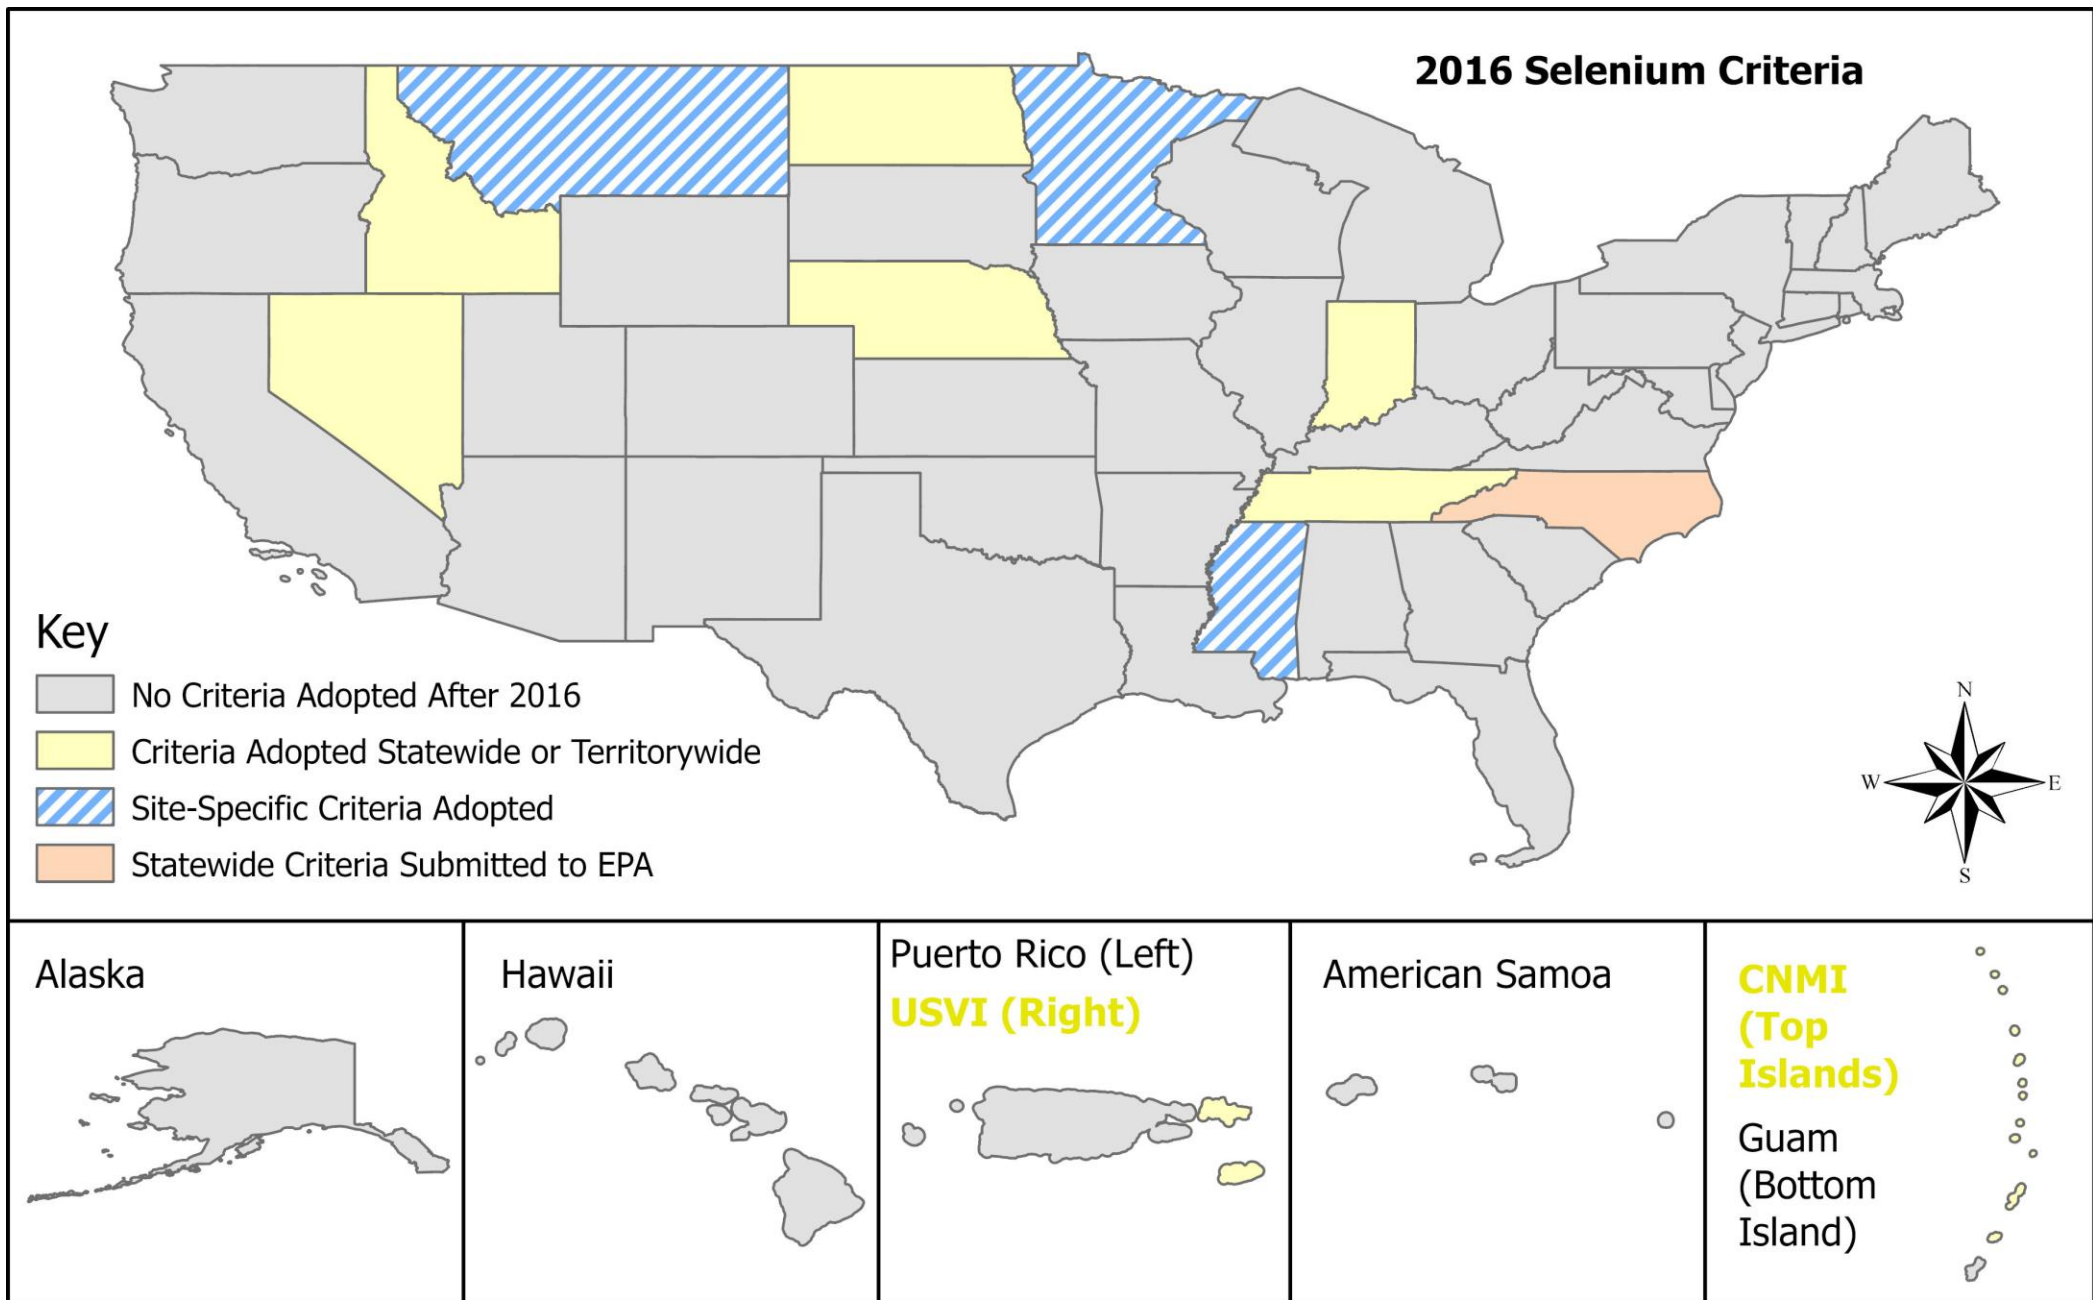 2016 Selenium Criteria
Key
No Criteria Adopted After 2016
Criteria Adopted Statewide or Territorywide
Site-Specific Criteria Adopted
Statewide Criteria Submitted to EPA
N
W
E
S
Alaska
Hawaii
Puerto Rico (Left)
USVI (Right)
American Samoa
CNMI
(Top
Islands)
Guam
(Bottom
Island)